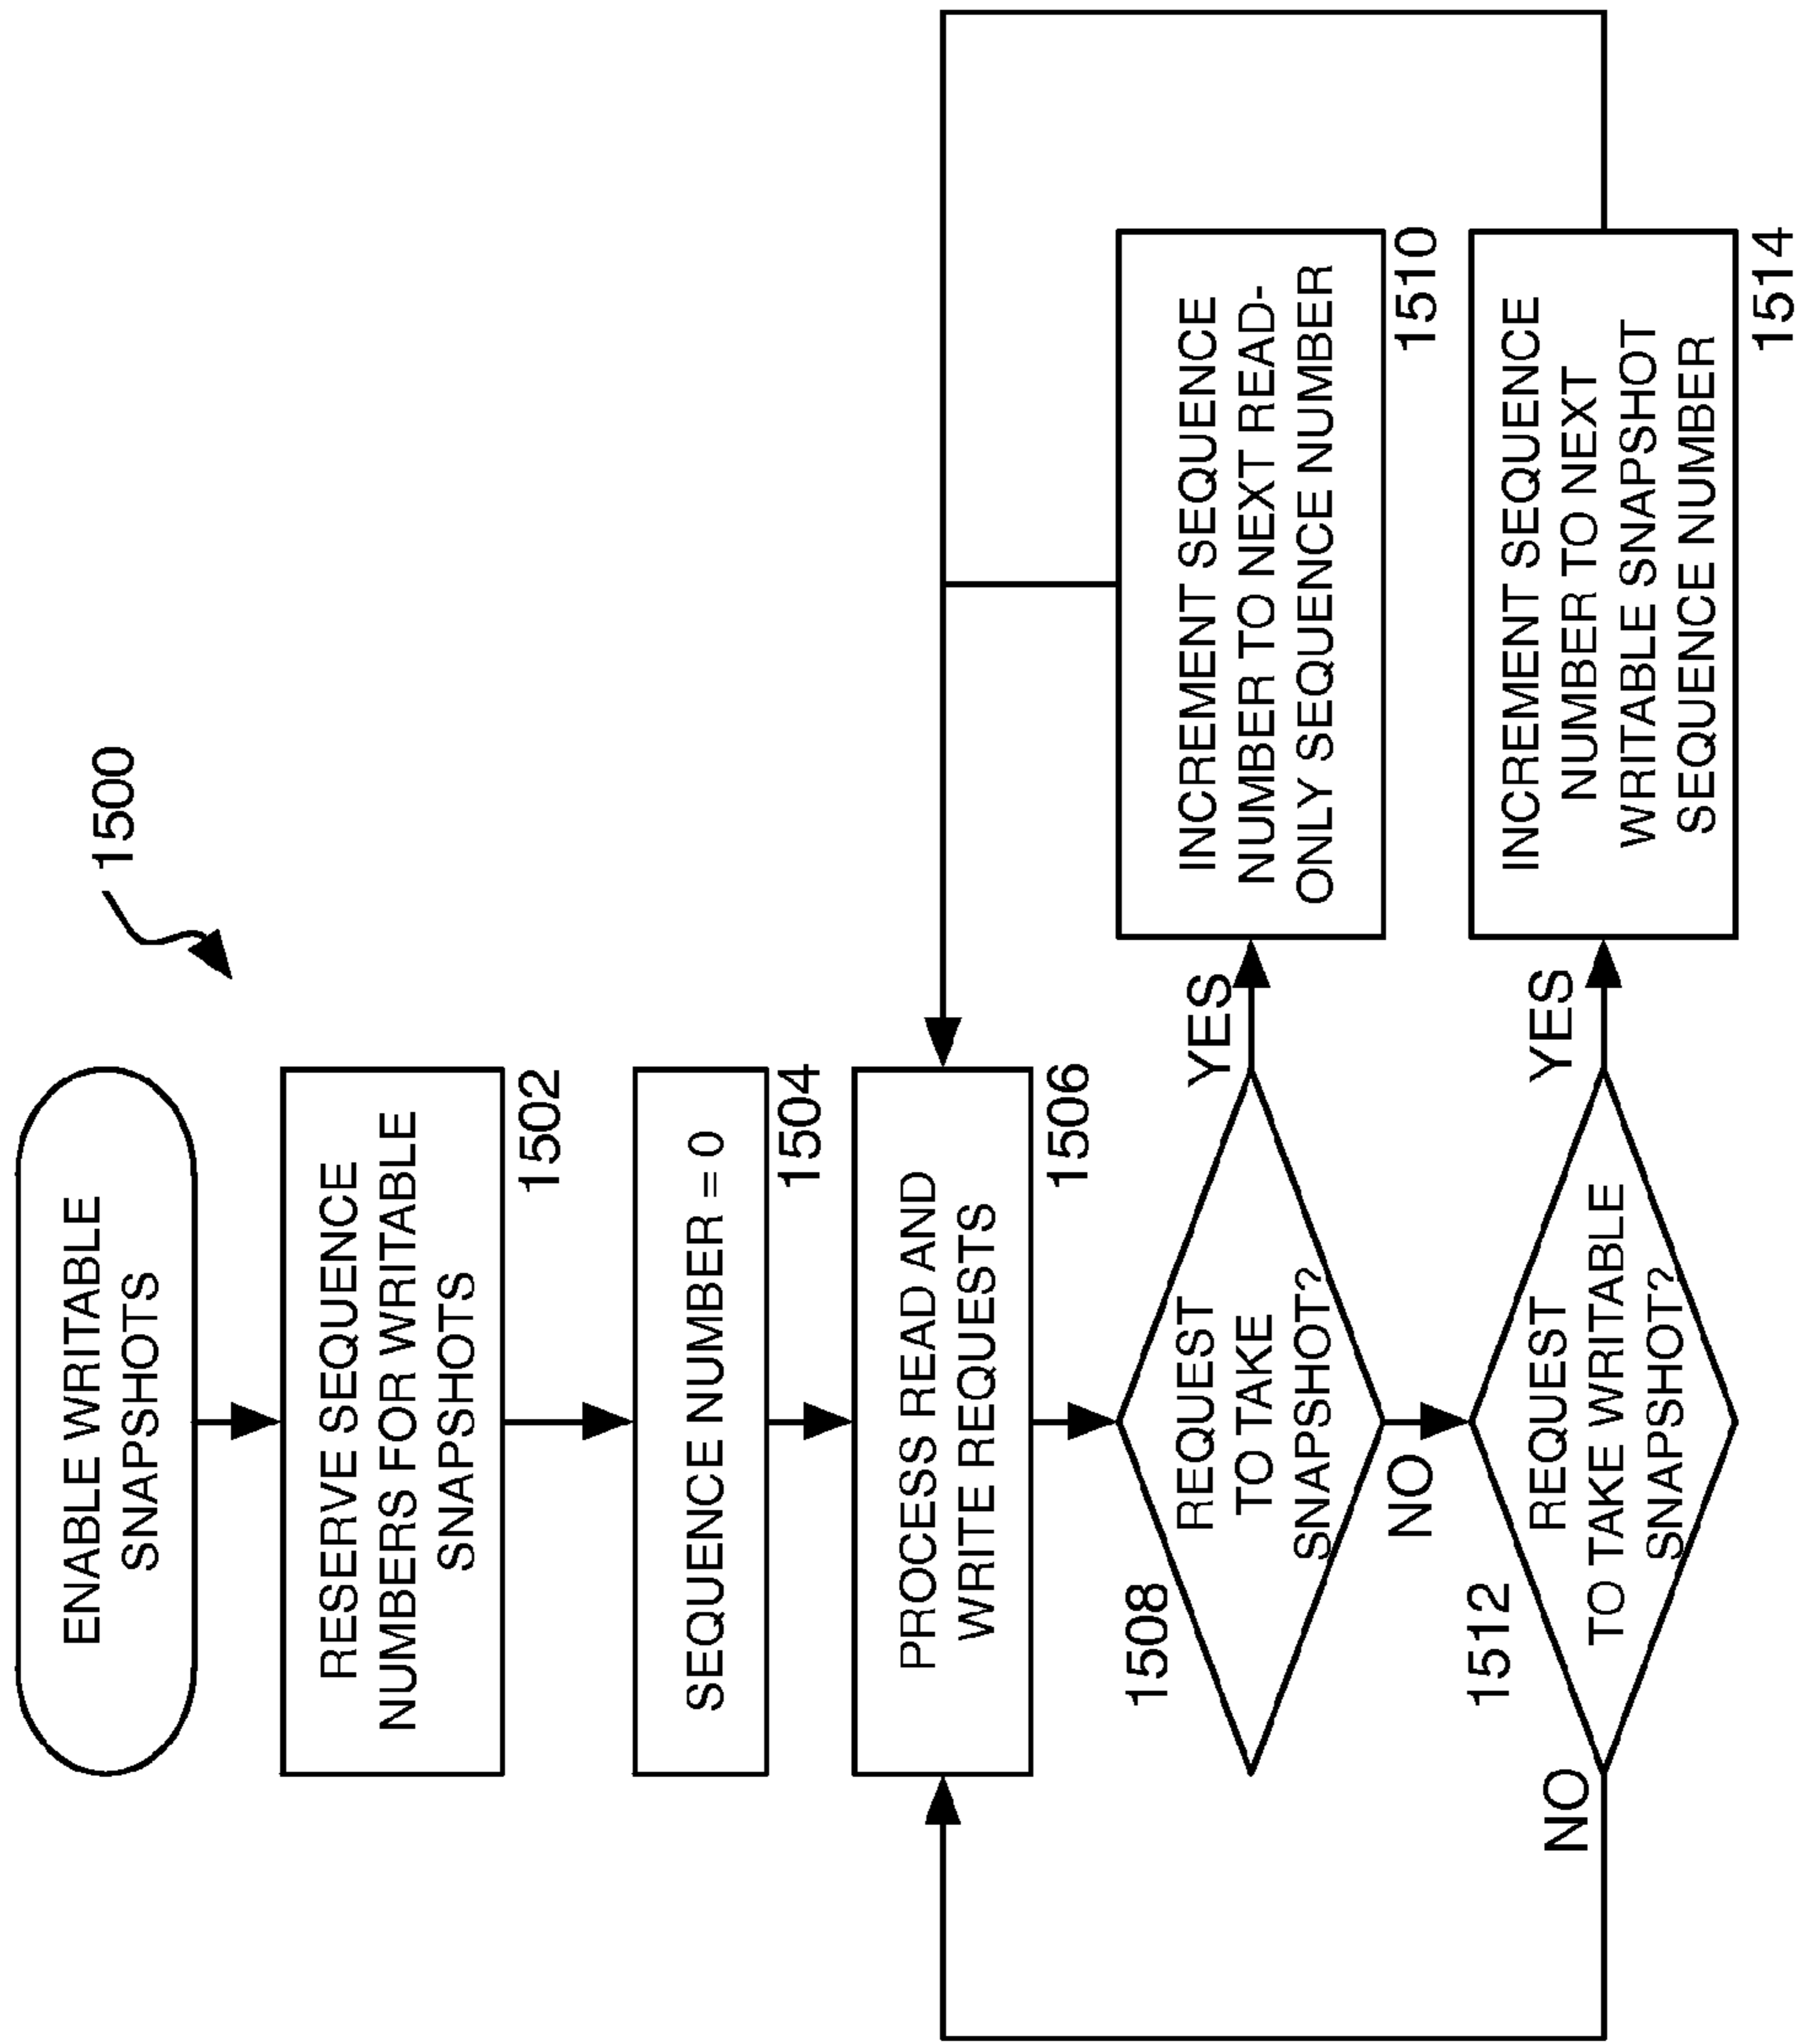 1500
ENABLE WRITABLE
SNAPSHOTS
RESERVE SEQUENCE
NUMBERS FOR WRITABLE
SNAPSHOTS
1502
SEQUENCE NUMBER = 0
1504
PROCESS READ AND
WRITE REQUESTS
1506
1508
REQUEST
TO TAKE
SNAPSHOT?
YES
NO
INCREMENT SEQUENCE
NUMBER TO NEXT READ-
ONLY SEQUENCE NUMBER
1510
1512
REQUEST
TO TAKE WRITABLE
SNAPSHOT?
NO
YES
INCREMENT SEQUENCE
NUMBER TO NEXT
WRITABLE SNAPSHOT
SEQUENCE NUMBER
1514